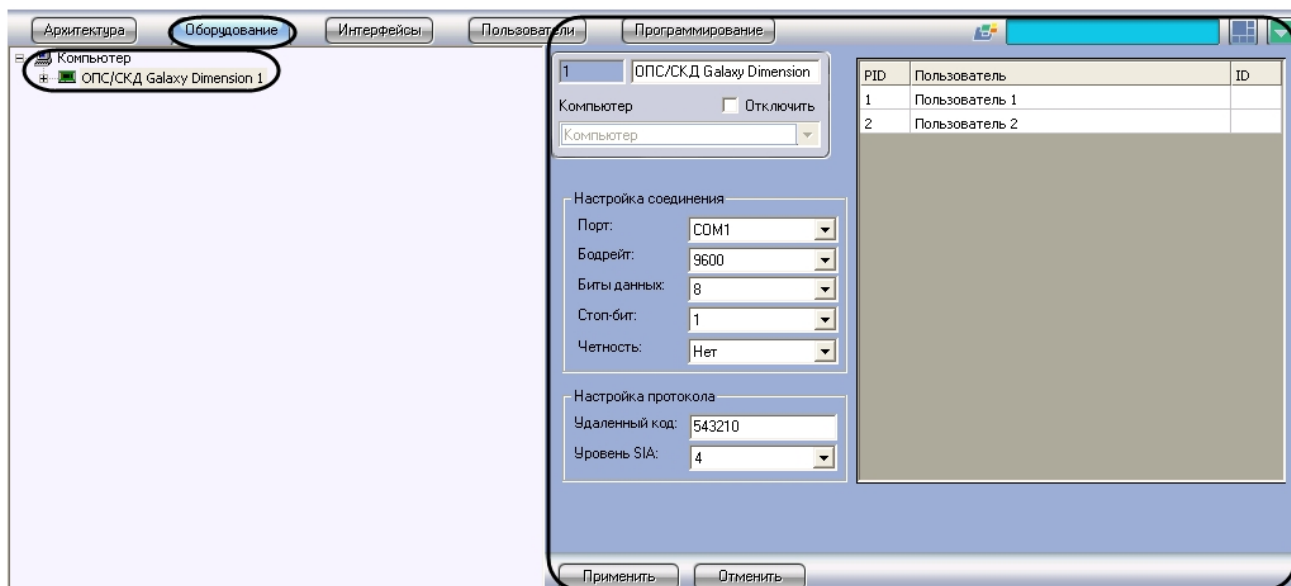 Архитектура Оборудование Интерфейсы Пользователи Программирование
Компьютер
ОПС/СКД Galaxy Dimension 1
1 ОПС/СКД Galaxy Dimension
Компьютер Отключить
Компьютер
Настройка соединения
Порт: COM1
Бодрейт: 9600
Биты данных: 8
Стоп-бит: 1
Четность: Нет
Настройка протокола
Удаленный код: 543210
Уровень SIA: 4
PID Пользователь ID
1 Пользователь 1
2 Пользователь 2
Применить Отменить